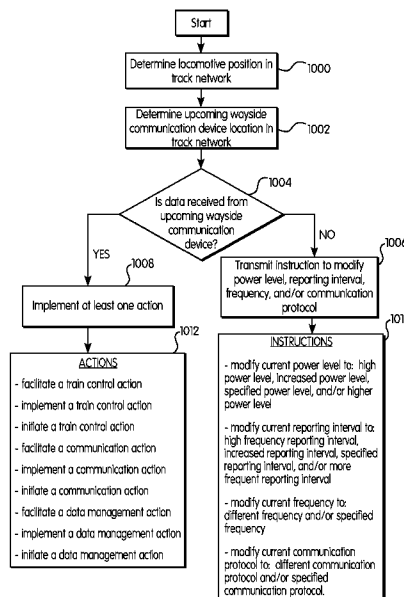 Start
Determine locomotive position in
track network
1000
Determine upcoming wayside
communication device location in
track network
1002
1004
Is data received from
upcoming wayside
communication
device?
YES
NO
1008
Implement at least one action
1006
Transmit instruction to modify
power level, reporting interval,
frequency, and/or communication
protocol
1012
ACTIONS
- facilitate a train control action
- implement a train control action
- initiate a train control action
- facilitate a communication action
- implement a communication action
- initiate a communication action
- facilitate a data management action
- implement a data management action
- initiate a data management action
INSTRUCTIONS
- modify current power level to: high
power level, increased power level,
specified power level, and/or higher
power level
- modify current reporting interval to:
high frequency reporting interval,
increased reporting interval, specified
reporting interval, and/or more
frequent reporting interval
- modify current frequency to:
different frequency and/or specified
frequency
- modify current communication
protocol to: different communication
protocol and/or specified
communication protocol.